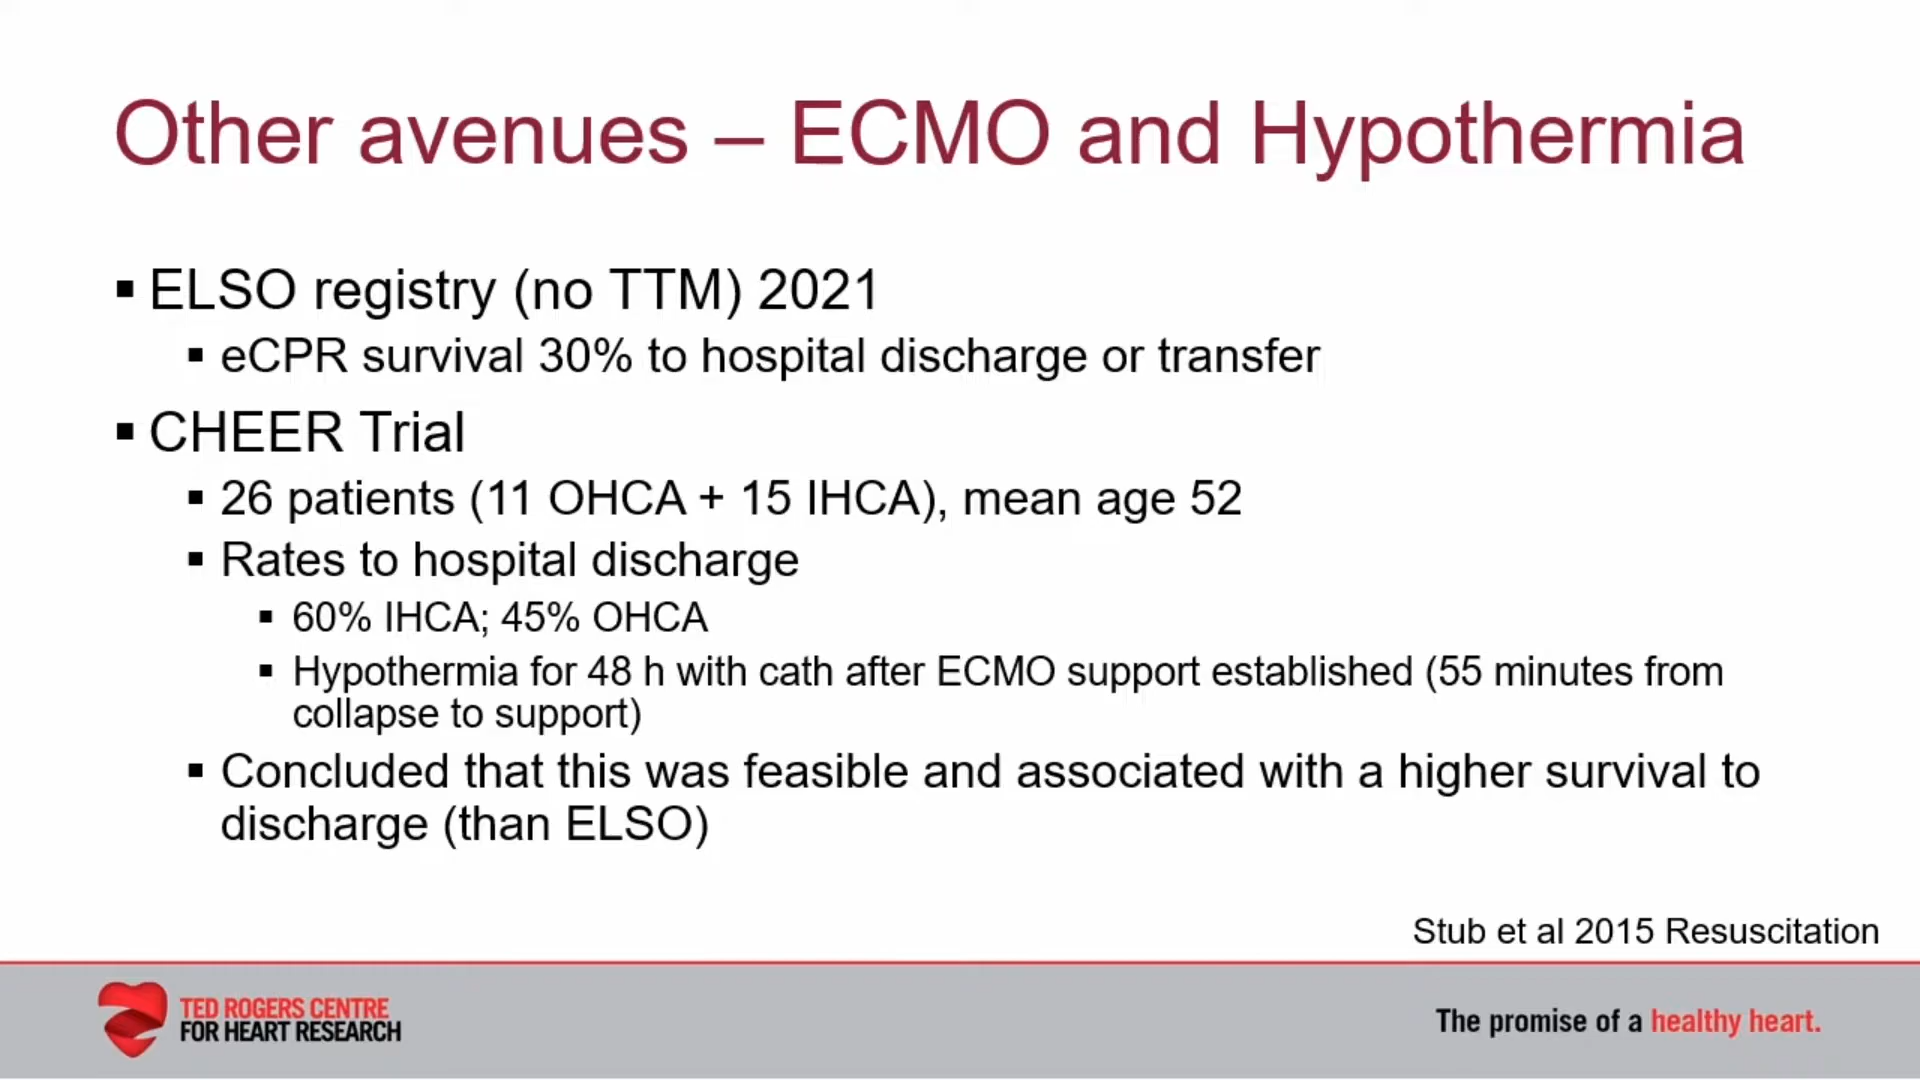 Other avenues – ECMO and Hypothermia
▪ ELSO registry (no TTM) 2021
▪ eCPR survival 30% to hospital discharge or transfer
▪ CHEER Trial
▪ 26 patients (11 OHCA + 15 IHCA), mean age 52
▪ Rates to hospital discharge
▪ 60% IHCA; 45% OHCA
▪ Hypothermia for 48 h with cath after ECMO support established (55 minutes from
collapse to support)
▪ Concluded that this was feasible and associated with a higher survival to
discharge (than ELSO)
Stub et al 2015 Resuscitation
TED ROGERS CENTRE
FOR HEART RESEARCH
The promise of a healthy heart.